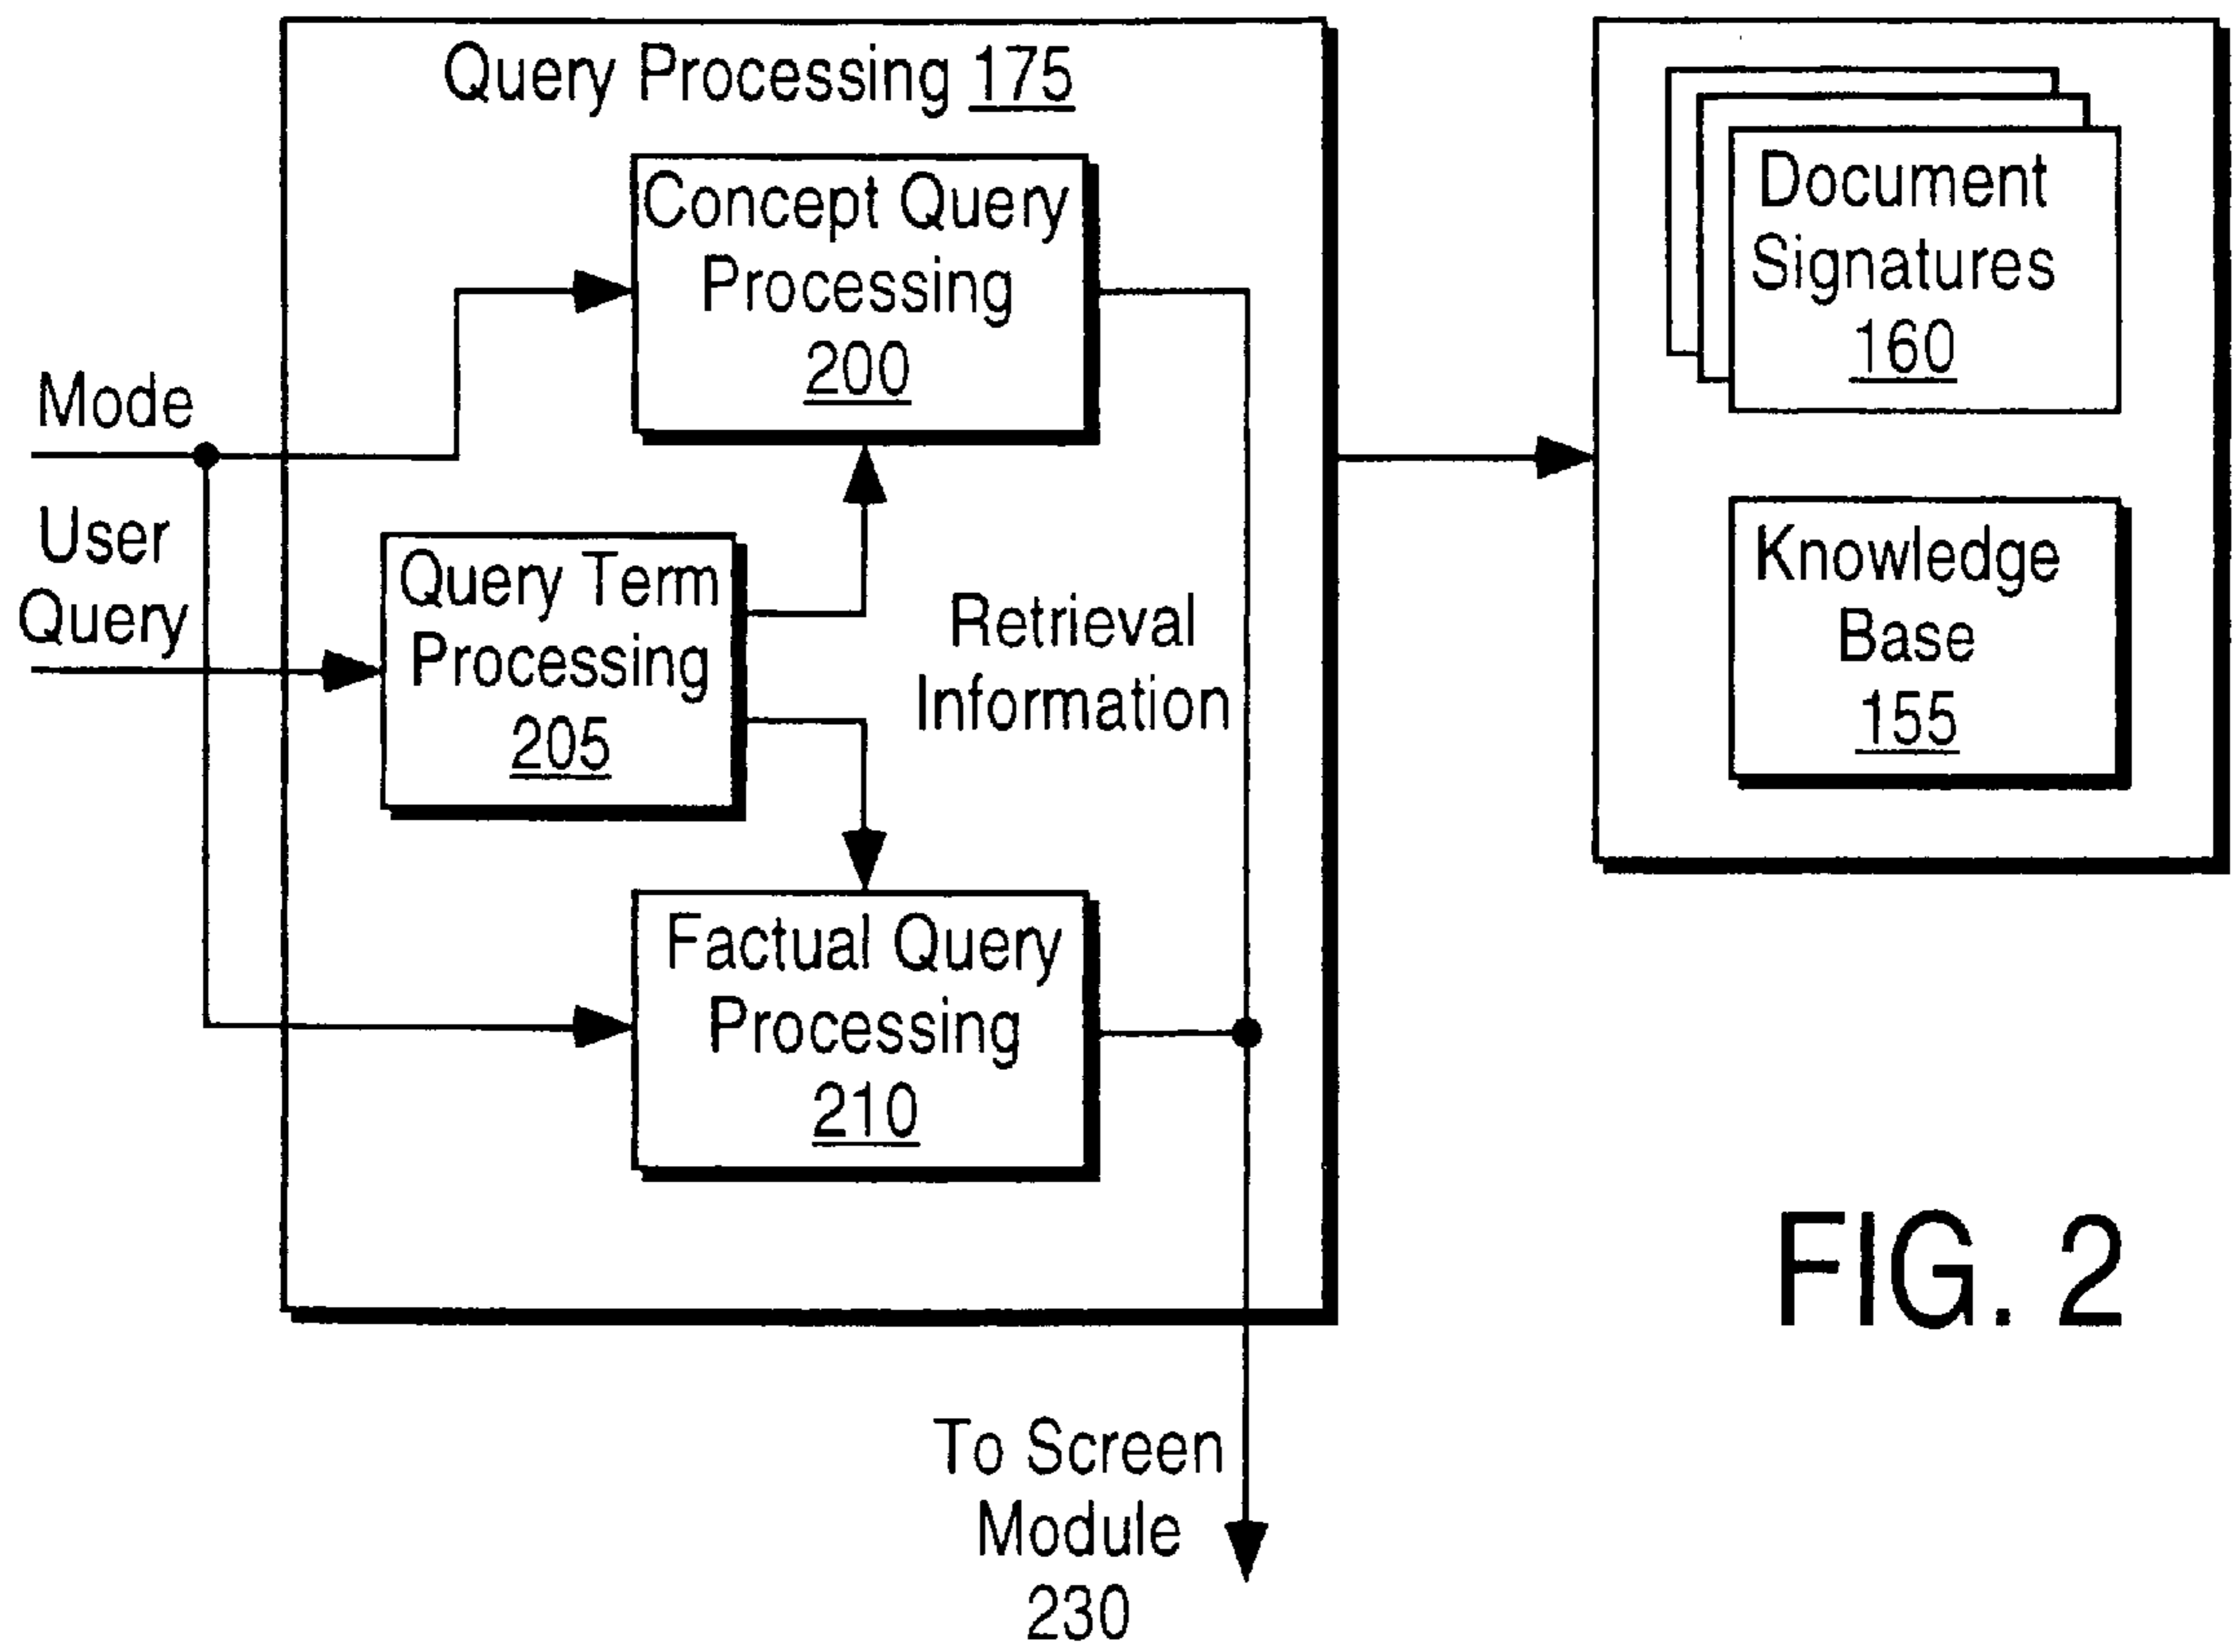 Query Processing 175
Concept Query
Processing
200
Mode
User
Query
Query Term
Processing
205
Retrieval
Information
Factual Query
Processing
210
To Screen
Module
230
Document
Signatures
160
Knowledge
Base
155
FIG. 2